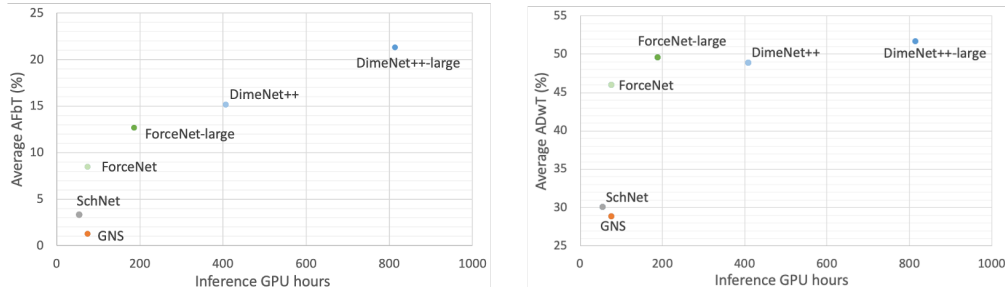 25
20
15
10
5
0
Average AFbT (%)
DimeNet++-large
DimeNet++
ForceNet-large
ForceNet
SchNet
GNS
0 200 400 600 800 1000
Inference GPU hours
55
50
45
40
35
30
25
Average ADwT (%)
ForceNet-large
DimeNet++
DimeNet++-large
ForceNet
SchNet
GNS
0 200 400 600 800 1000
Inference GPU hours